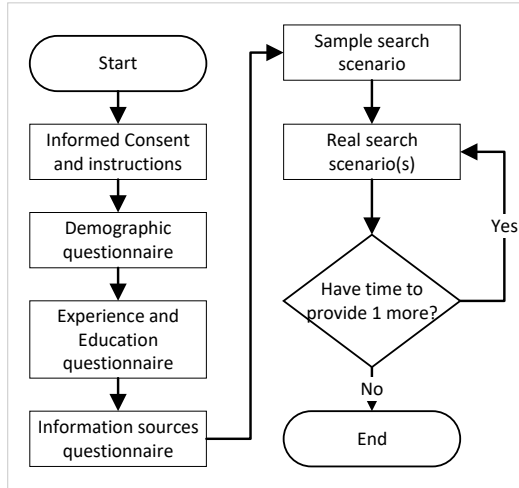 Start
Informed Consent
and instructions
Demographic
questionnaire
Experience and
Education
questionnaire
Information sources
questionnaire
Sample search
scenario
Real search
scenario(s)
Yes
Have time to
provide 1 more?
No
End